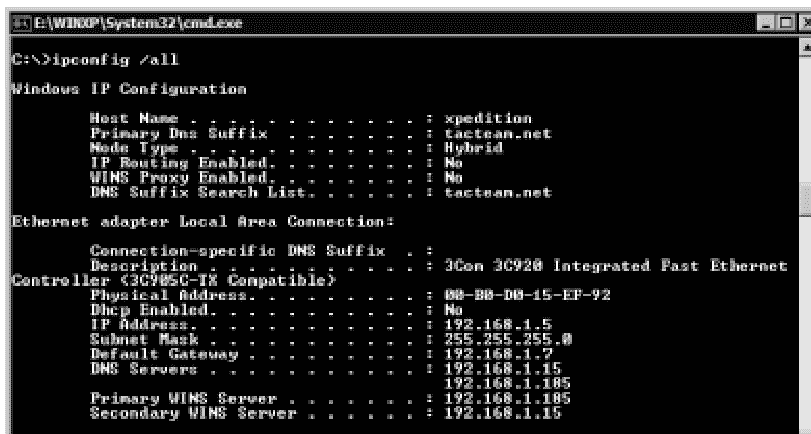 E:\WINXP\System32\cmd.exe
C:\>ipconfig /all
Windows IP Configuration
Host Name . . . . . . . . . . . . : xpedition
Primary Dns Suffix . . . . . . . : tacteam.net
Node Type . . . . . . . . . . . . : Hybrid
IP Routing Enabled. . . . . . . . : No
WINS Proxy Enabled. . . . . . . . : No
DNS Suffix Search List. . . . . . : tacteam.net
Ethernet adapter Local Area Connection:
Connection-specific DNS Suffix . :
Description . . . . . . . . . . . : 3Com 3C920 Integrated Fast Ethernet
Controller (3C905C-TX Compatible)
Physical Address. . . . . . . . . : 00-B0-D0-15-EF-92
Dhcp Enabled. . . . . . . . . . . : No
IP Address. . . . . . . . . . . . : 192.168.1.5
Subnet Mask . . . . . . . . . . . : 255.255.255.0
Default Gateway . . . . . . . . . : 192.168.1.7
DNS Servers . . . . . . . . . . . : 192.168.1.15
192.168.1.185
Primary WINS Server . . . . . . . : 192.168.1.185
Secondary WINS Server . . . . . . : 192.168.1.15